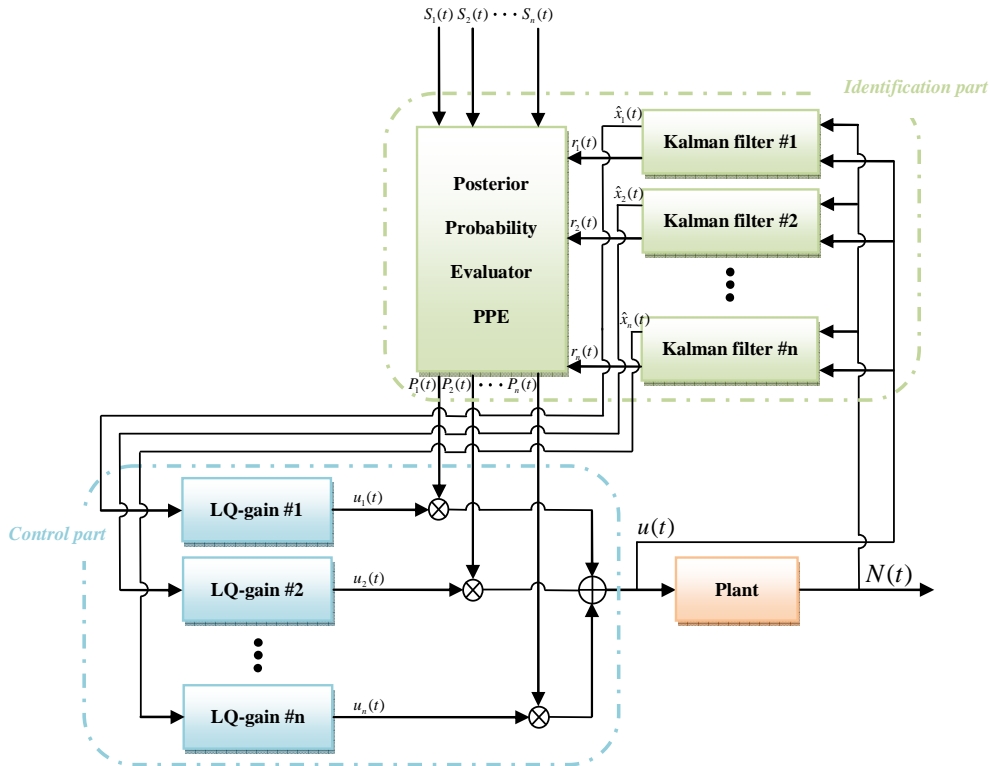 S₁(t) S₂(t) ··· Sₙ(t)
Identification part
x̂₁(t)
r₁(t)
Kalman filter #1
Posterior
Probability
Evaluator
PPE
x̂₂(t)
r₂(t)
Kalman filter #2
x̂ₙ(t)
rₙ(t)
Kalman filter #n
P₁(t) P₂(t) ··· Pₙ(t)
Control part
LQ-gain #1
u₁(t)
LQ-gain #2
u₂(t)
LQ-gain #n
uₙ(t)
u(t)
Plant
N(t)